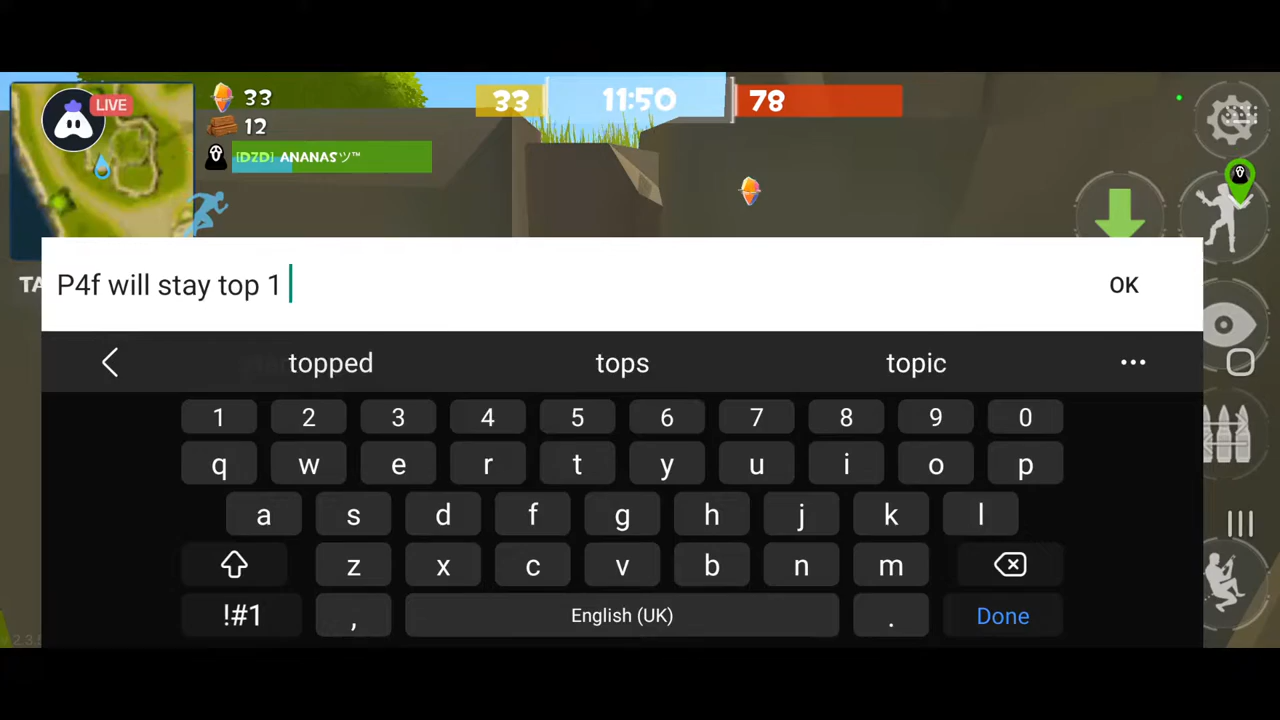 LIVE
33
12
[DZD] ANANASツ™
33
11:50
78
TA
P4f will stay top 1
OK
topped
tops
topic
1 2 3 4 5 6 7 8 9 0
q w e r t y u i o p
a s d f g h j k l
z x c v b n m
!#1 , English (UK) . Done